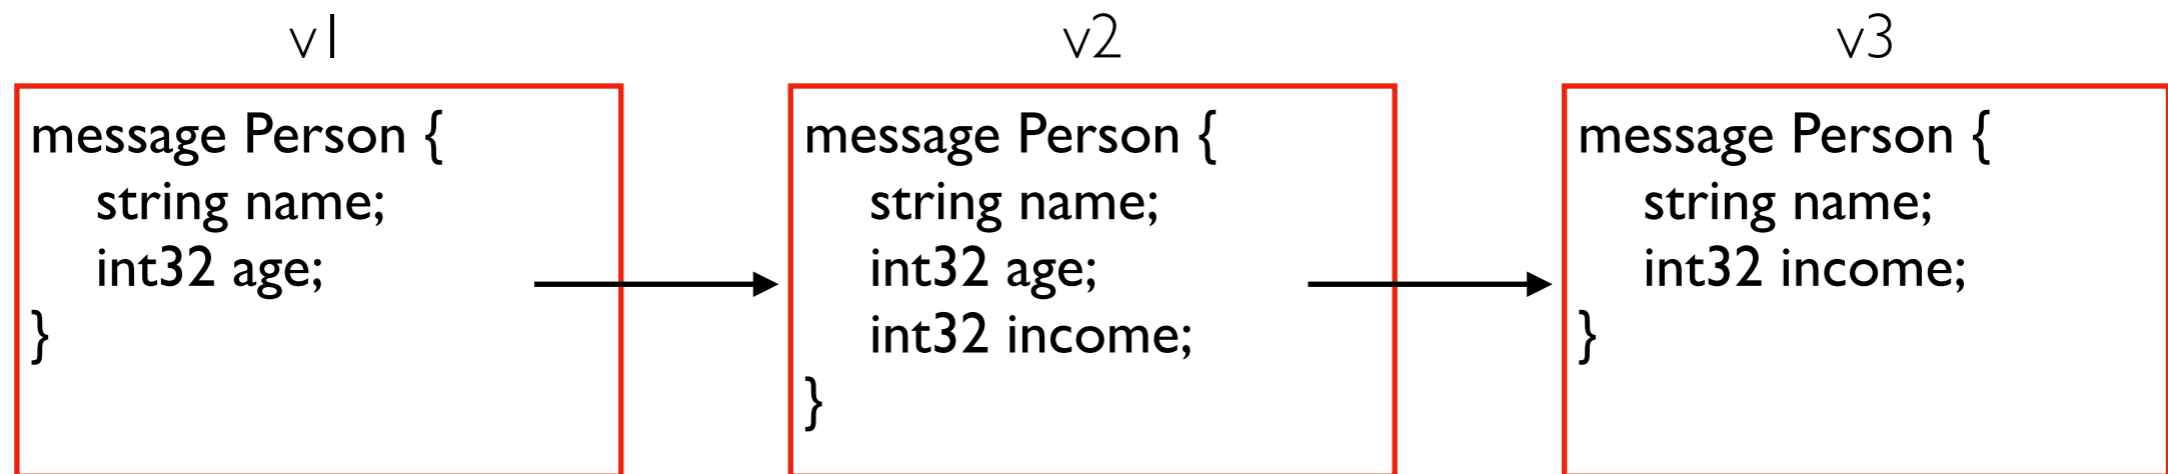 v1
message Person {
string name;
int32 age;
}
v2
message Person {
string name;
int32 age;
int32 income;
}
v3
message Person {
string name;
int32 income;
}